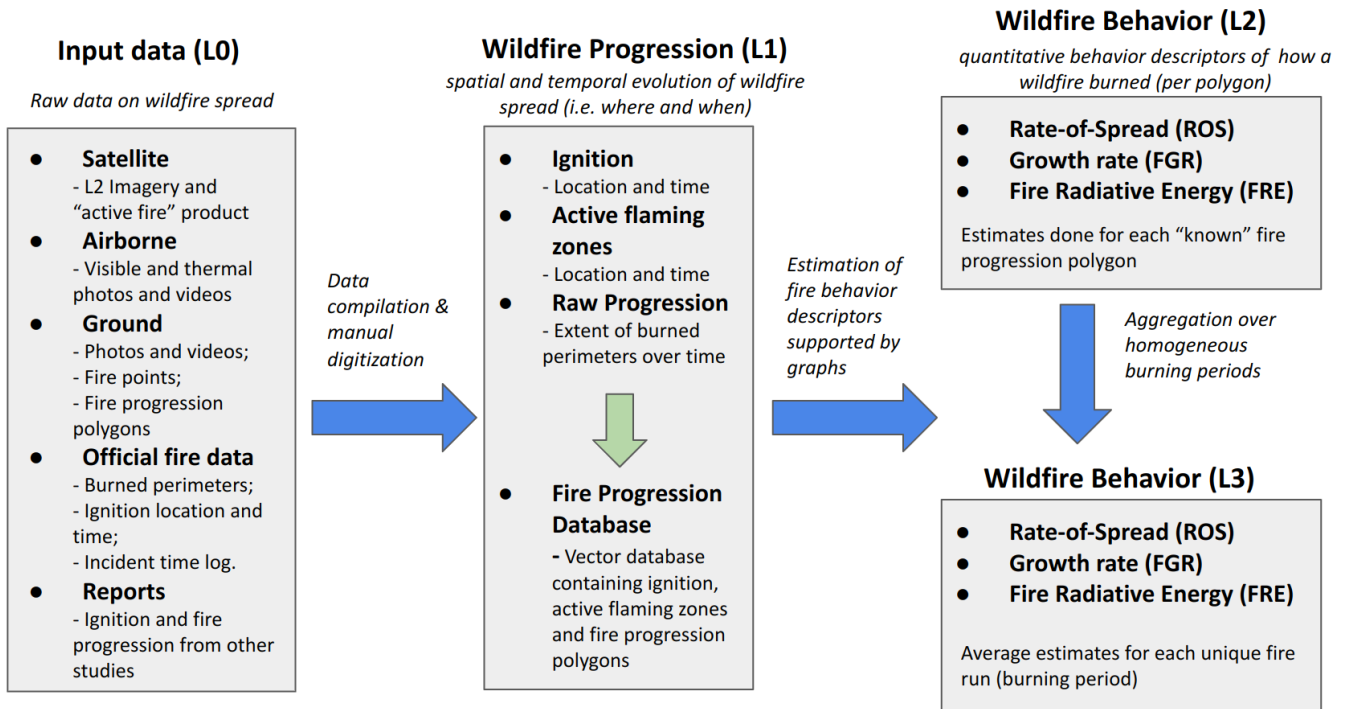 Input data (L0)
Raw data on wildfire spread
● Satellite
- L2 Imagery and
“active fire” product
● Airborne
- Visible and thermal
photos and videos
● Ground
- Photos and videos;
- Fire points;
- Fire progression
polygons
● Official fire data
- Burned perimeters;
- Ignition location and
time;
- Incident time log.
● Reports
- Ignition and fire
progression from other
studies
Data
compilation &
manual
digitization
Wildfire Progression (L1)
spatial and temporal evolution of wildfire
spread (i.e. where and when)
● Ignition
- Location and time
● Active flaming
zones
- Location and time
● Raw Progression
- Extent of burned
perimeters over time
● Fire Progression
Database
- Vector database
containing ignition,
active flaming zones
and fire progression
polygons
Estimation of
fire behavior
descriptors
supported by
graphs
Wildfire Behavior (L2)
quantitative behavior descriptors of how a
wildfire burned (per polygon)
● Rate-of-Spread (ROS)
● Growth rate (FGR)
● Fire Radiative Energy (FRE)
Estimates done for each “known” fire
progression polygon
Aggregation over
homogeneous
burning periods
Wildfire Behavior (L3)
● Rate-of-Spread (ROS)
● Growth rate (FGR)
● Fire Radiative Energy (FRE)
Average estimates for each unique fire
run (burning period)